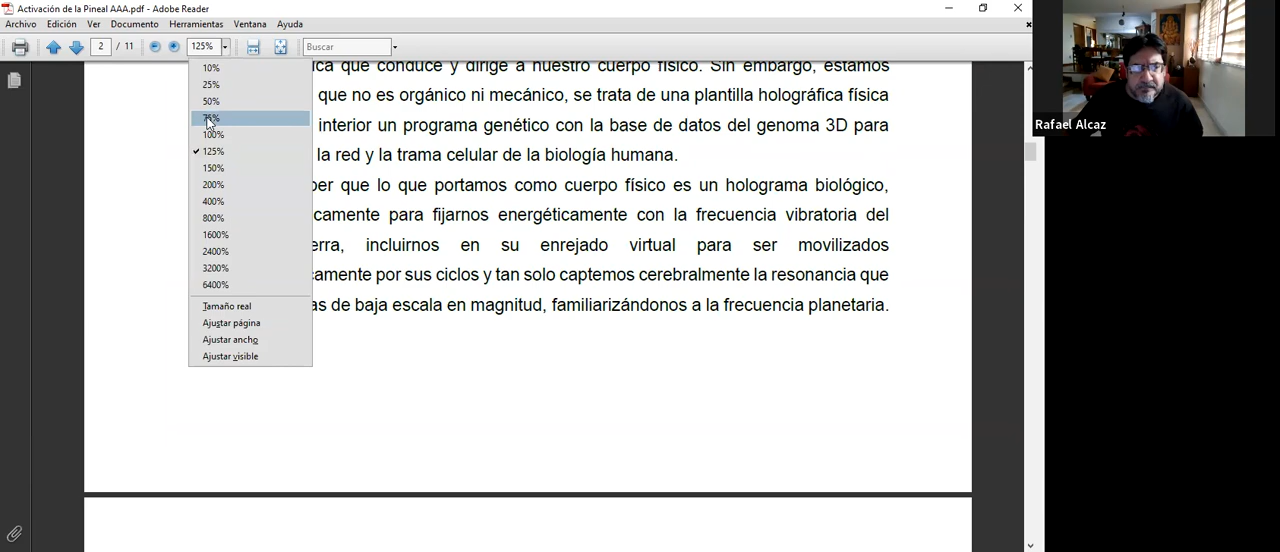 Activación de la Pineal AAA.pdf - Adobe Reader
Archivo Edición Ver Documento Herramientas Ventana Ayuda
2 / 11 125% Buscar
10%
25%
50%
75%
100%
125%
150%
200%
400%
800%
1600%
2400%
3200%
6400%
Tamaño real
Ajustar página
Ajustar ancho
Ajustar visible
que conduce y dirige a nuestro cuerpo físico. Sin embargo, estamos
que no es orgánico ni mecánico, se trata de una plantilla holográfica física
interior un programa genético con la base de datos del genoma 3D para
la red y la trama celular de la biología humana.
que lo que portamos como cuerpo físico es un holograma biológico,
para fijarnos energéticamente con la frecuencia vibratoria del
incluirnos en su enrejado virtual para ser movilizados
por sus ciclos y tan solo captemos cerebralmente la resonancia que
de baja escala en magnitud, familiarizándonos a la frecuencia planetaria.
Rafael Alcaz